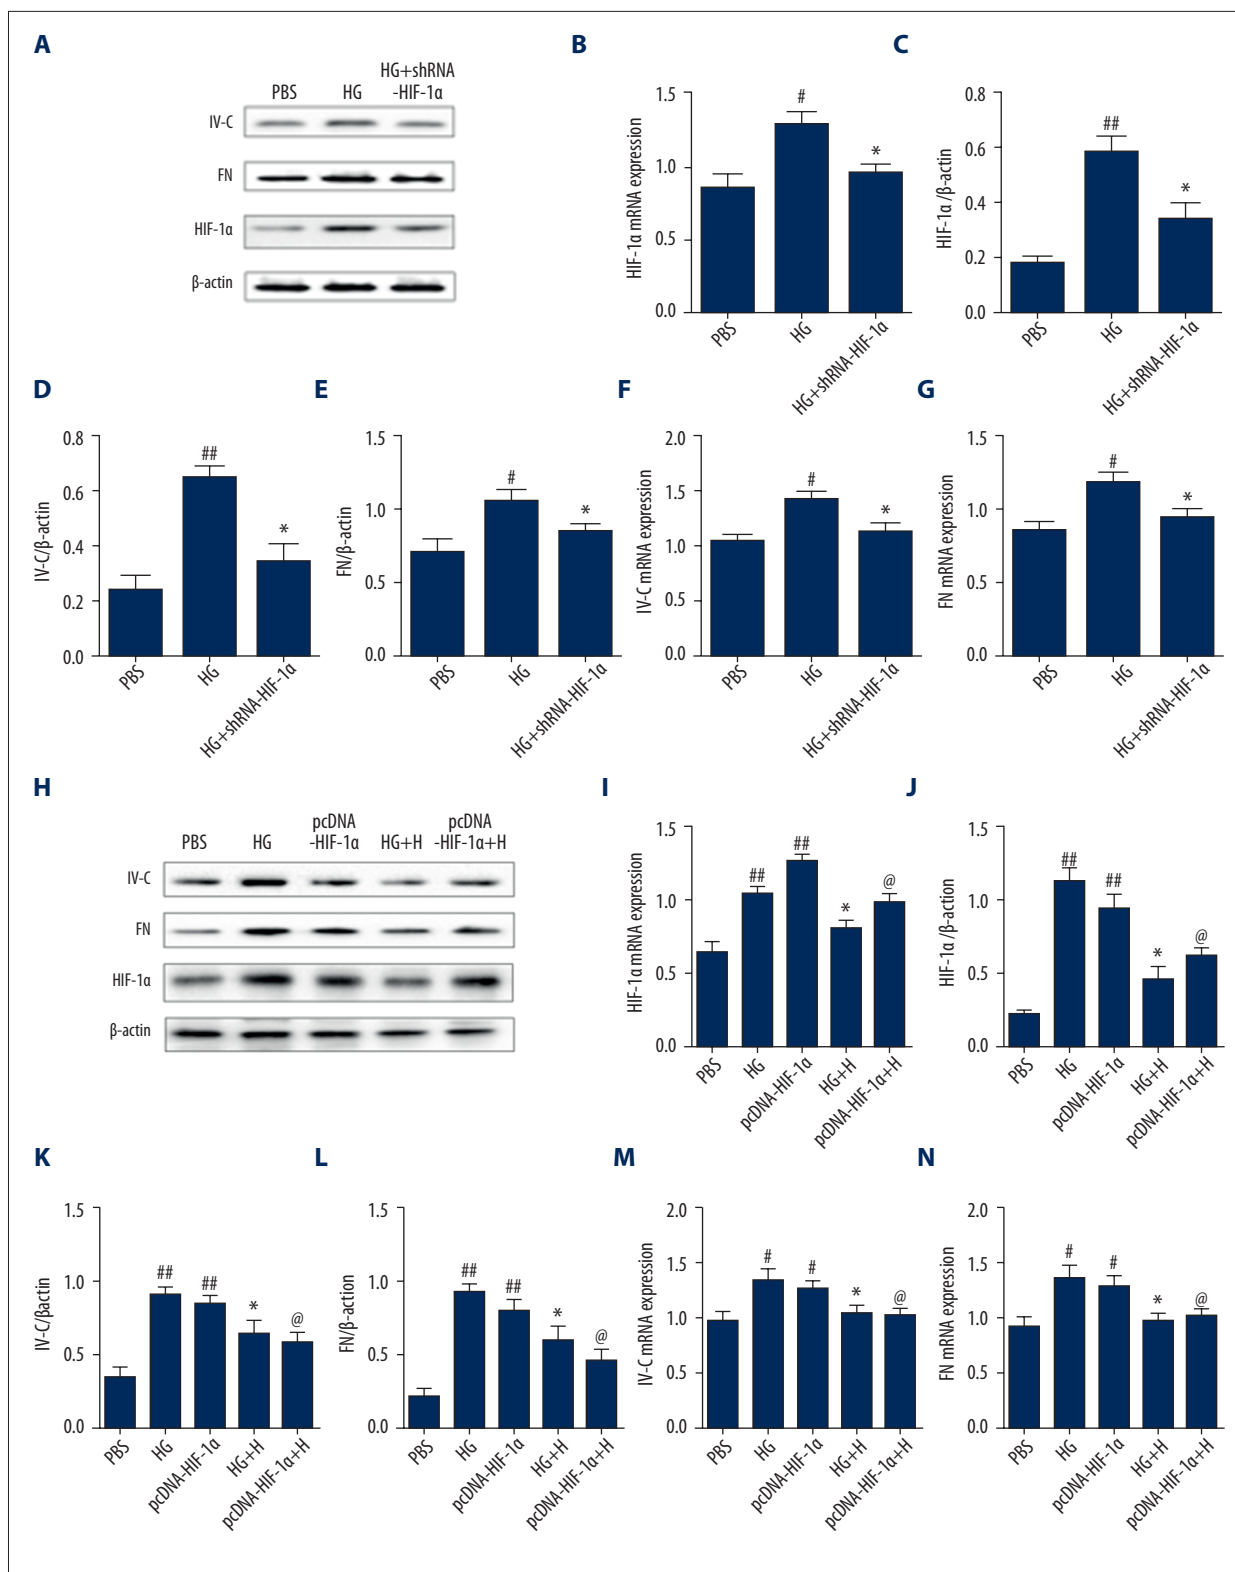 A
PBS
HG
HG+shRNA
-HIF-1α
IV-C
FN
HIF-1α
β-actin
B
HIF-1α mRNA expression
1.5
1.0
0.5
0.0
#
*
PBS
HG
HG+shRNA-HIF-1α
C
HIF-1α /β-actin
0.8
0.6
0.4
0.2
0.0
##
*
PBS
HG
HG+shRNA-HIF-1α
D
IV-C/β-actin
0.8
0.6
0.4
0.2
0.0
##
*
PBS
HG
HG+shRNA-HIF-1α
E
FN/β-actin
1.5
1.0
0.5
0.0
#
*
PBS
HG
HG+shRNA-HIF-1α
F
IV-C mRNA expression
2.0
1.5
1.0
0.5
0.0
#
*
PBS
HG
HG+shRNA-HIF-1α
G
FN mRNA expression
1.5
1.0
0.5
0.0
#
*
PBS
HG
HG+shRNA-HIF-1α
H
PBS
HG
pcDNA
-HIF-1α
HG+H
pcDNA
-HIF-1α+H
IV-C
FN
HIF-1α
β-actin
I
HIF-1α mRNA expression
1.5
1.0
0.5
0.0
##
##
*
@
PBS
HG
pcDNA-HIF-1α
HG+H
pcDNA-HIF-1α+H
J
HIF-1α /β-action
1.5
1.0
0.5
0.0
##
##
*
@
PBS
HG
pcDNA-HIF-1α
HG+H
pcDNA-HIF-1α+H
K
IV-C/βactin
1.5
1.0
0.5
0.0
##
##
*
@
PBS
HG
pcDNA-HIF-1α
HG+H
pcDNA-HIF-1α+H
L
FN/β-action
1.5
1.0
0.5
0.0
##
##
*
@
PBS
HG
pcDNA-HIF-1α
HG+H
pcDNA-HIF-1α+H
M
IV-C mRNA expression
2.0
1.5
1.0
0.5
0.0
#
#
*
@
PBS
HG
pcDNA-HIF-1α
HG+H
pcDNA-HIF-1α+H
N
FN mRNA expression
2.0
1.5
1.0
0.5
0.0
#
#
*
@
PBS
HG
pcDNA-HIF-1α
HG+H
pcDNA-HIF-1α+H